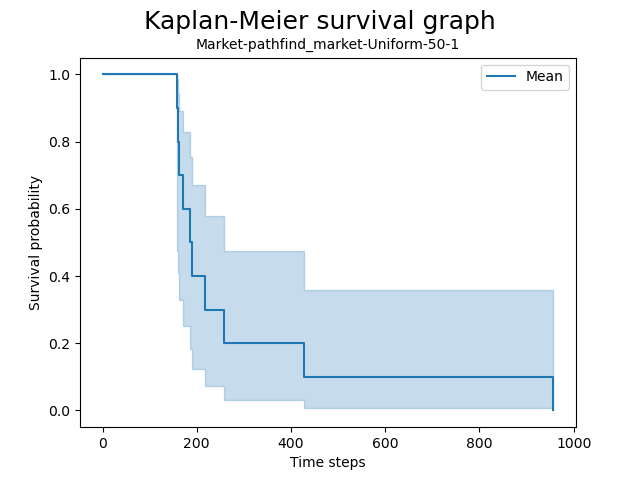 Kaplan-Meier survival graph
Market-pathfind_market-Uniform-50-1
Mean
1.0
0.8
0.6
0.4
0.2
0.0
Survival probability
0 200 400 600 800 1000
Time steps